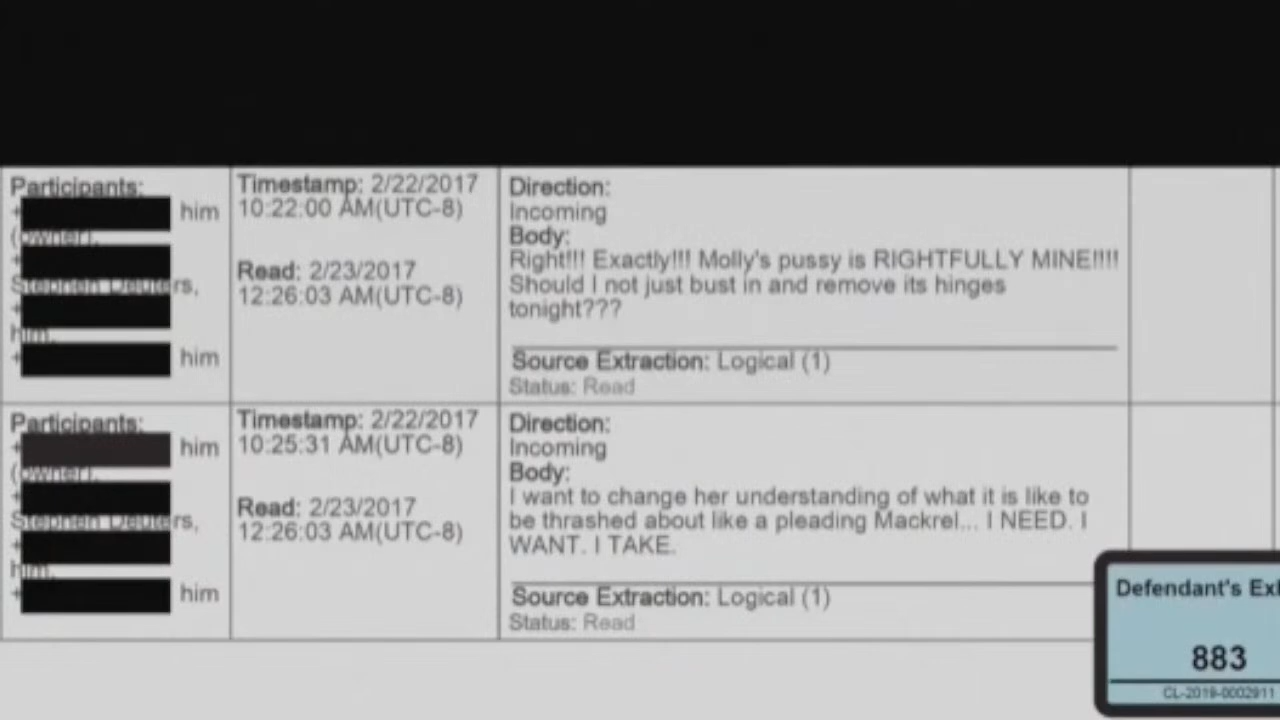 Participants:
+ him
(owner),
+
Stephen Deuters,
+
him,
+ him
Timestamp: 2/22/2017
10:22:00 AM(UTC-8)
Read: 2/23/2017
12:26:03 AM(UTC-8)
Direction:
Incoming
Body:
Right!!! Exactly!!! Molly's pussy is RIGHTFULLY MINE!!!!
Should I not just bust in and remove its hinges
tonight???
Source Extraction: Logical (1)
Status: Read
Participants:
+ him
(owner),
+
Stephen Deuters,
+
him,
+ him
Timestamp: 2/22/2017
10:25:31 AM(UTC-8)
Read: 2/23/2017
12:26:03 AM(UTC-8)
Direction:
Incoming
Body:
I want to change her understanding of what it is like to
be thrashed about like a pleading Mackrel... I NEED. I
WANT. I TAKE.
Source Extraction: Logical (1)
Status: Read
Defendant's Exh
883
CL-2019-0002911